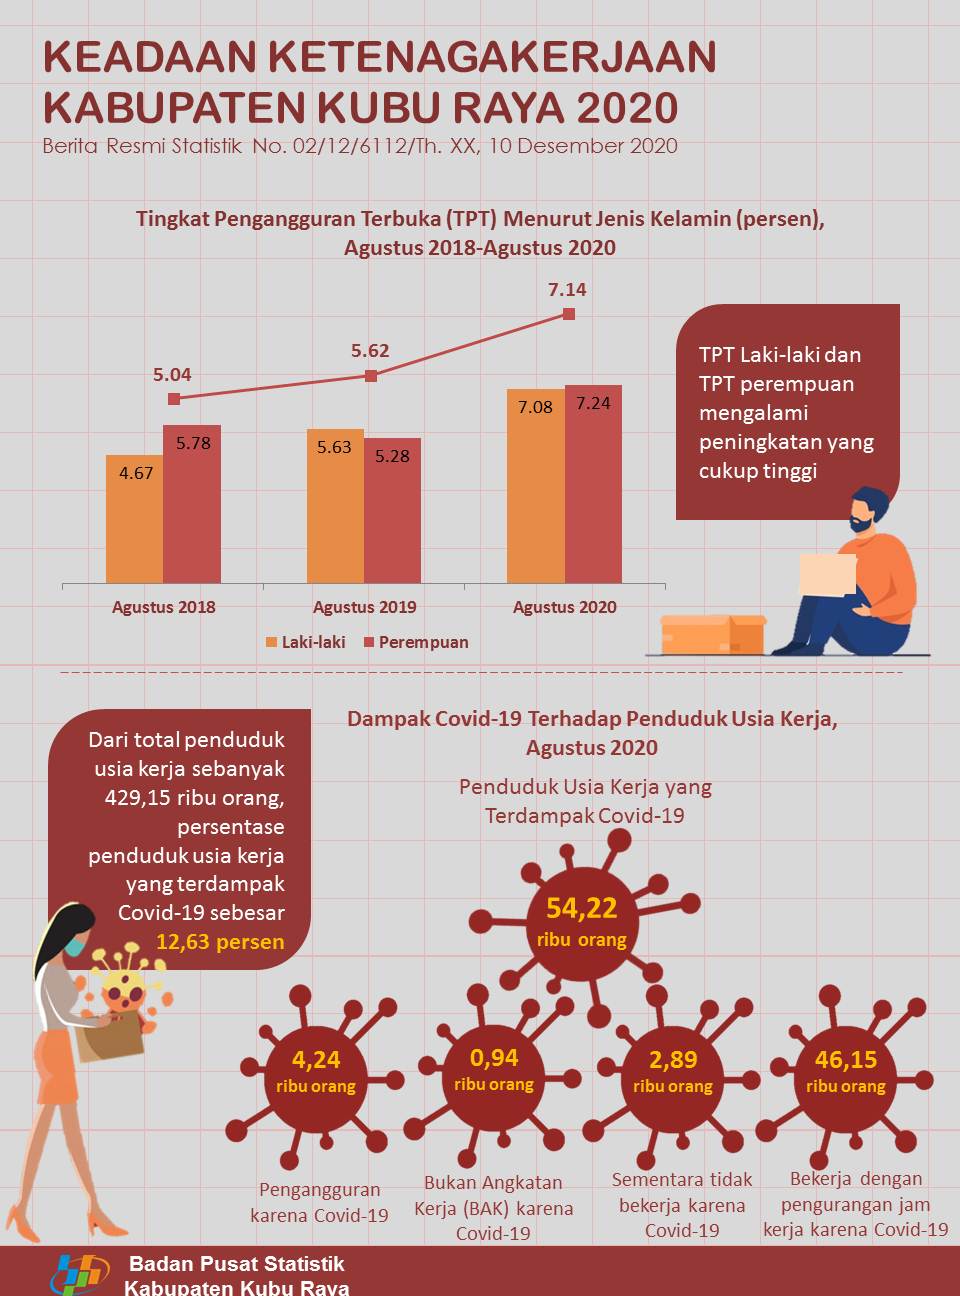 KEADAAN KETENAGAKERJAAN
KABUPATEN KUBU RAYA 2020
Berita Resmi Statistik No. 02/12/6112/Th. XX, 10 Desember 2020
Tingkat Pengangguran Terbuka (TPT) Menurut Jenis Kelamin (persen),
Agustus 2018-Agustus 2020
7.14
5.62
5.04
7.08
7.24
5.63
5.28
5.78
4.67
Agustus 2018
Agustus 2019
Agustus 2020
Laki-laki
Perempuan
TPT Laki-laki dan
TPT perempuan
mengalami
peningkatan yang
cukup tinggi
Dari total penduduk
usia kerja sebanyak
429,15 ribu orang,
persentase
penduduk usia kerja
yang terdampak
Covid-19 sebesar
12,63 persen
Dampak Covid-19 Terhadap Penduduk Usia Kerja,
Agustus 2020
Penduduk Usia Kerja yang
Terdampak Covid-19
54,22
ribu orang
4,24
ribu orang
0,94
ribu orang
2,89
ribu orang
46,15
ribu orang
Pengangguran
karena Covid-19
Bukan Angkatan
Kerja (BAK) karena
Covid-19
Sementara tidak
bekerja karena
Covid-19
Bekerja dengan
pengurangan jam
kerja karena Covid-19
Badan Pusat Statistik
Kabupaten Kubu Raya